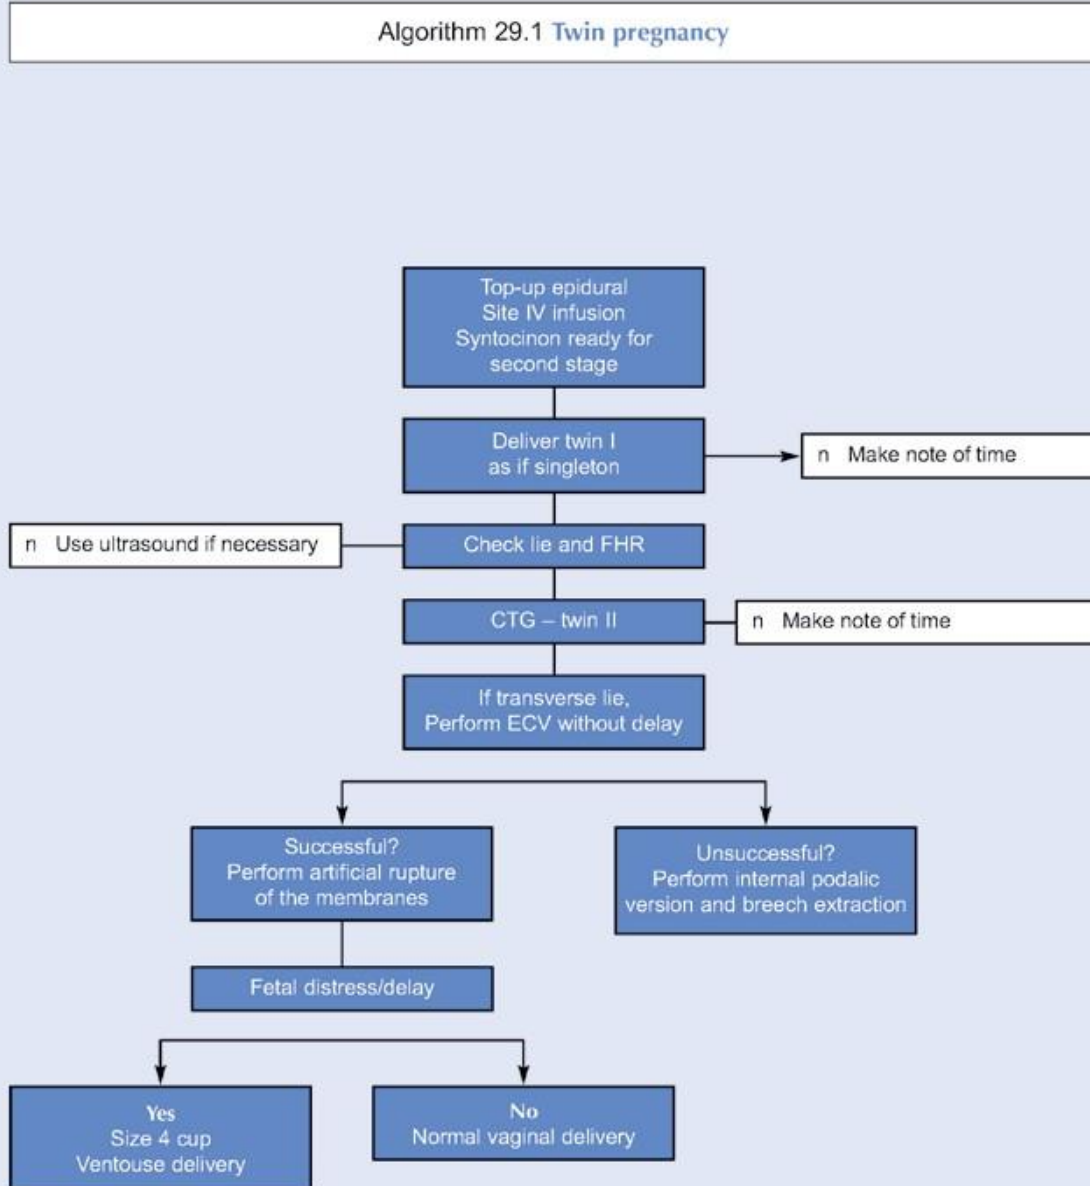 Algorithm 29.1 Twin pregnancy
Top-up epidural
Site IV infusion
Syntocinon ready for
second stage
Deliver twin I
as if singleton
n Make note of time
n Use ultrasound if necessary
Check lie and FHR
CTG – twin II
n Make note of time
If transverse lie,
Perform ECV without delay
Successful?
Perform artificial rupture
of the membranes
Unsuccessful?
Perform internal podalic
version and breech extraction
Fetal distress/delay
Yes
Size 4 cup
Ventouse delivery
No
Normal vaginal delivery